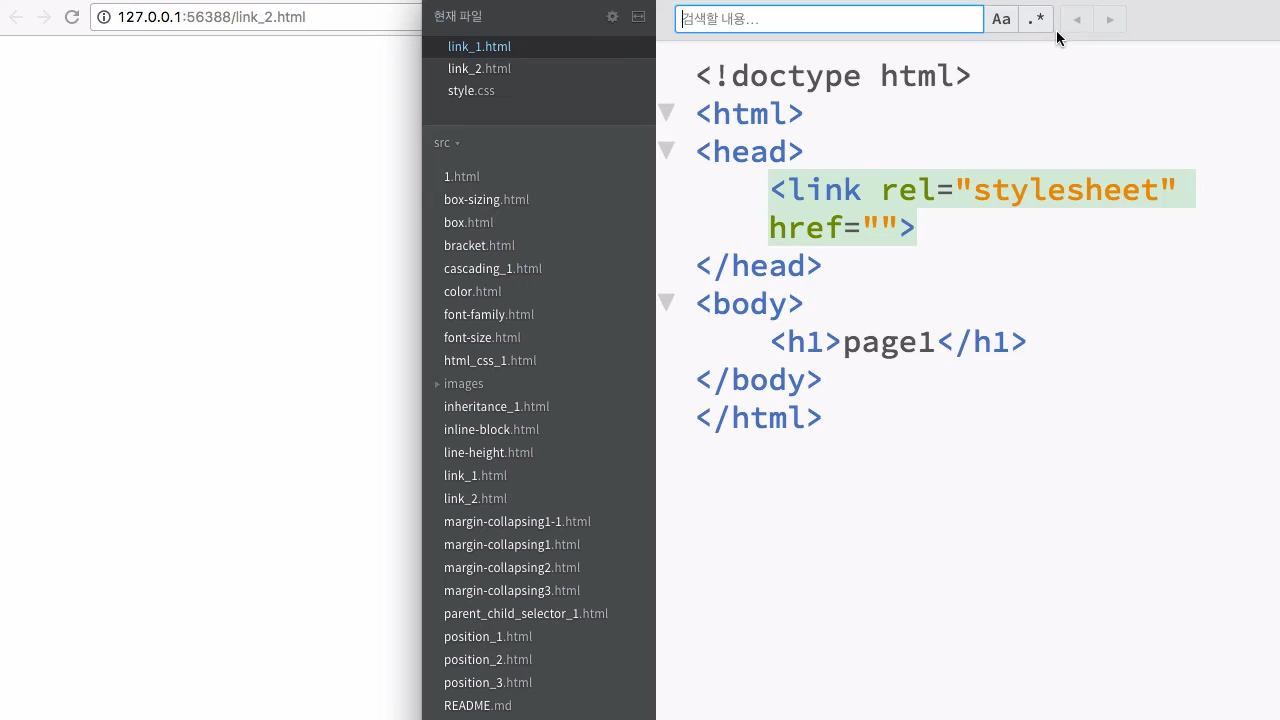 127.0.0.1:56388/link_2.html
현재 파일
link_1.html
link_2.html
style.css
src
1.html
box-sizing.html
box.html
bracket.html
cascading_1.html
color.html
font-family.html
font-size.html
html_css_1.html
images
inheritance_1.html
inline-block.html
line-height.html
link_1.html
link_2.html
margin-collapsing1-1.html
margin-collapsing1.html
margin-collapsing2.html
margin-collapsing3.html
parent_child_selector_1.html
position_1.html
position_2.html
position_3.html
README.md
검색할 내용... Aa .*
<!doctype html>
<html>
<head>
<link rel="stylesheet"
href="">
</head>
<body>
<h1>page1</h1>
</body>
</html>